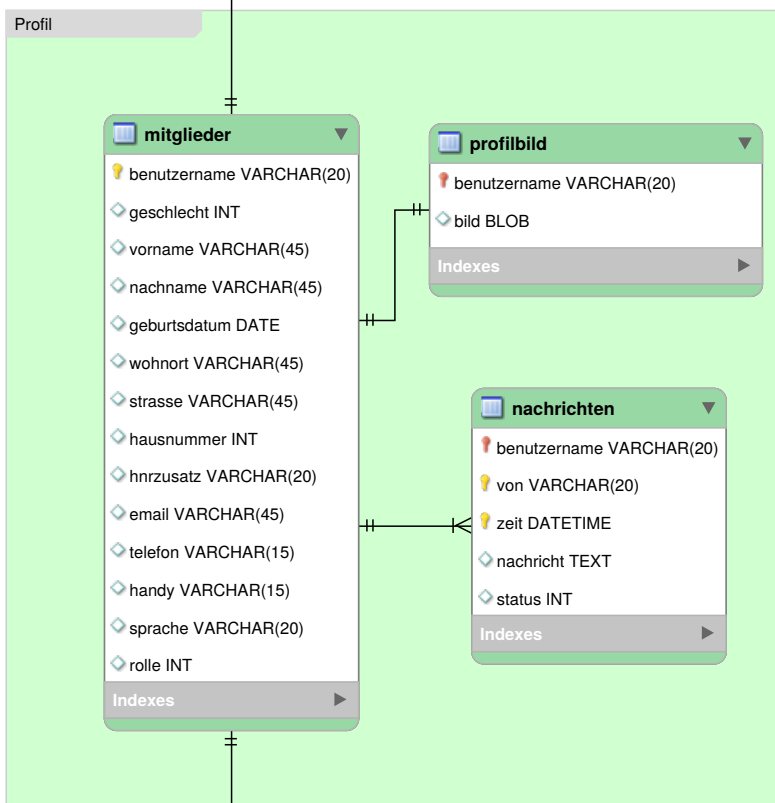 Profil
mitglieder
benutzername VARCHAR(20)
geschlecht INT
vorname VARCHAR(45)
nachname VARCHAR(45)
geburtsdatum DATE
wohnort VARCHAR(45)
strasse VARCHAR(45)
hausnummer INT
hnrzusatz VARCHAR(20)
email VARCHAR(45)
telefon VARCHAR(15)
handy VARCHAR(15)
sprache VARCHAR(20)
rolle INT
Indexes
profilbild
benutzername VARCHAR(20)
bild BLOB
Indexes
nachrichten
benutzername VARCHAR(20)
von VARCHAR(20)
zeit DATETIME
nachricht TEXT
status INT
Indexes